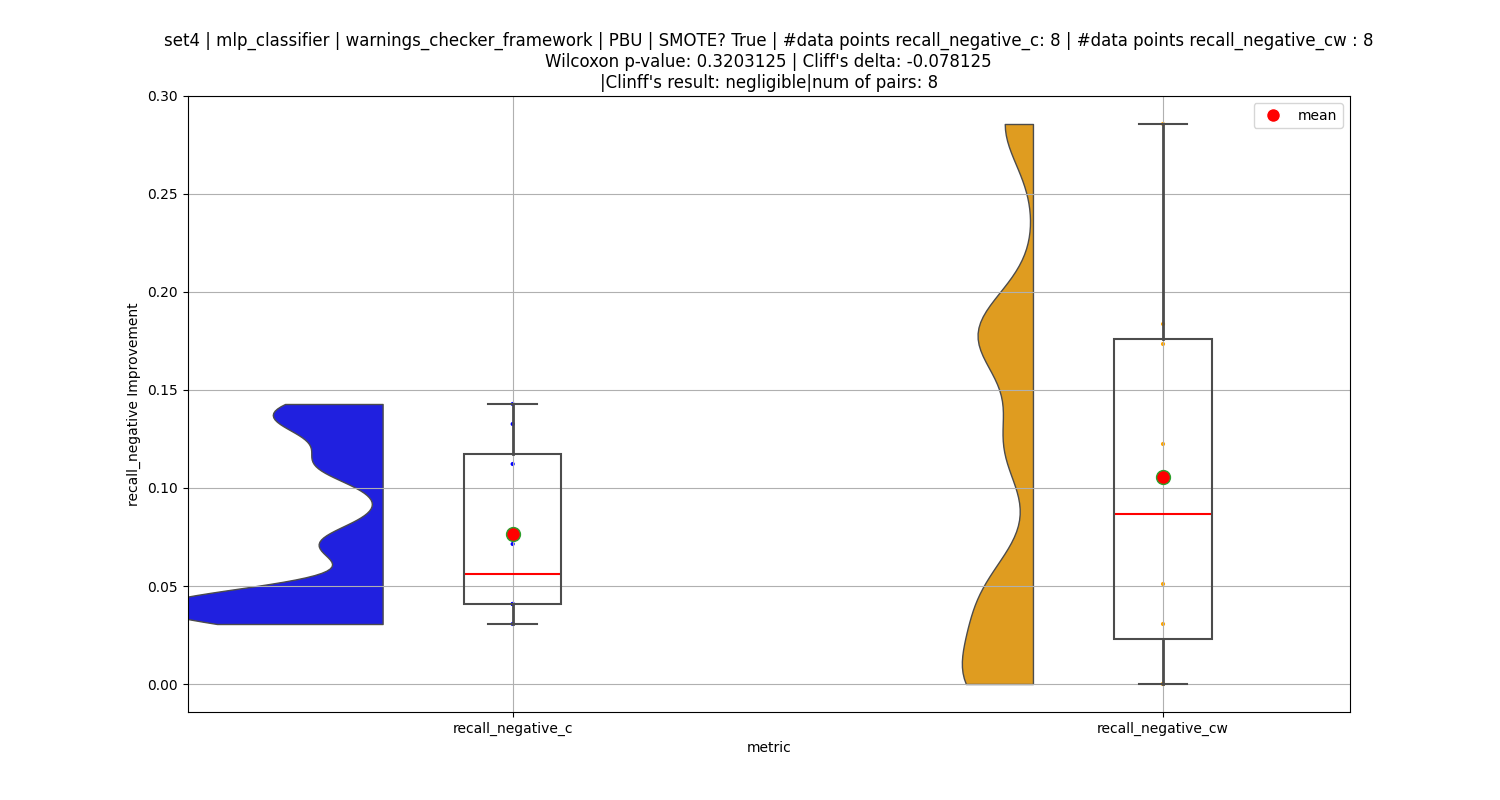 set4 | mlp_classifier | warnings_checker_framework | PBU | SMOTE? True | #data points recall_negative_c: 8 | #data points recall_negative_cw : 8
Wilcoxon p-value: 0.3203125 | Cliff's delta: -0.078125
|Clinff's result: negligible|num of pairs: 8
mean
recall_negative Improvement
0.30
0.25
0.20
0.15
0.10
0.05
0.00
recall_negative_c
recall_negative_cw
metric